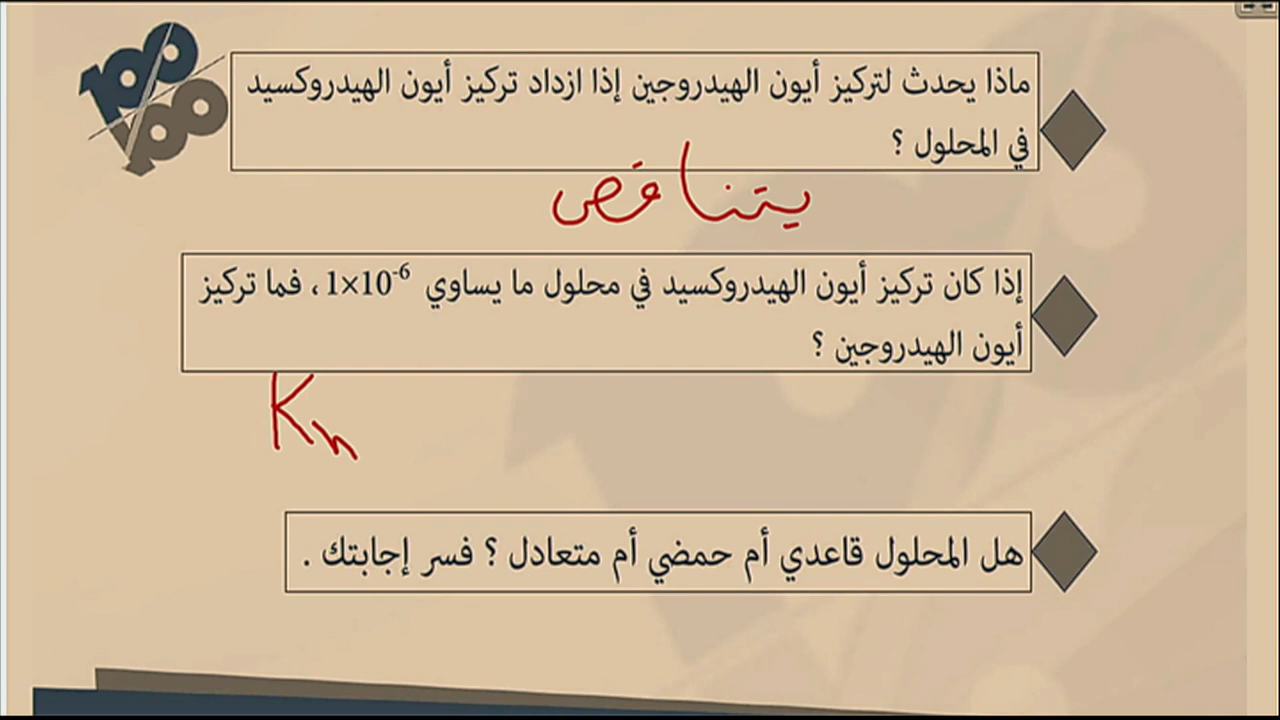 100
100
ماذا يحدث لتركيز أيون الهيدروجين إذا ازداد تركيز أيون الهيدروكسيد
في المحلول ؟
يتناقص
إذا كان تركيز أيون الهيدروكسيد في محلول ما يساوي 1×10⁻⁶ ، فما تركيز
أيون الهيدروجين ؟
Kw
هل المحلول قاعدي أم حمضي أم متعادل ؟ فسر إجابتك .